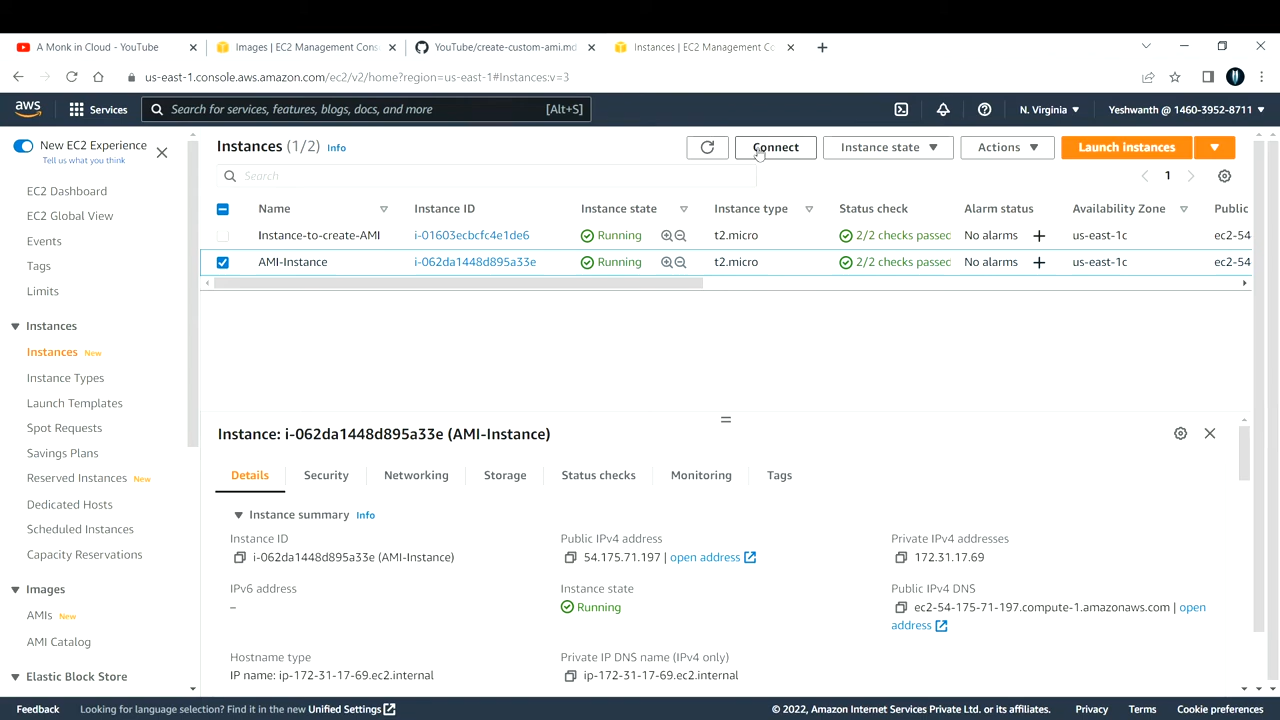 A Monk in Cloud - YouTube
Images | EC2 Management Cons
YouTube/create-custom-ami.md
Instances | EC2 Management Co
us-east-1.console.aws.amazon.com/ec2/v2/home?region=us-east-1#Instances:v=3
aws
Services
Search for services, features, blogs, docs, and more
[Alt+S]
N. Virginia
Yeshwanth @ 1460-3952-8711
New EC2 Experience
Tell us what you think
EC2 Dashboard
EC2 Global View
Events
Tags
Limits
Instances
Instances New
Instance Types
Launch Templates
Spot Requests
Savings Plans
Reserved Instances New
Dedicated Hosts
Scheduled Instances
Capacity Reservations
Images
AMIs New
AMI Catalog
Elastic Block Store
Instances (1/2) Info
Connect
Instance state
Actions
Launch instances
Search
1
Name Instance ID Instance state Instance type Status check Alarm status Availability Zone Public
Instance-to-create-AMI i-01603ecbcfc4e1de6 Running t2.micro 2/2 checks passed No alarms us-east-1c ec2-54
AMI-Instance i-062da1448d895a33e Running t2.micro 2/2 checks passed No alarms us-east-1c ec2-54
Instance: i-062da1448d895a33e (AMI-Instance)
Details Security Networking Storage Status checks Monitoring Tags
Instance summary Info
Instance ID
i-062da1448d895a33e (AMI-Instance)
Public IPv4 address
54.175.71.197 | open address
Private IPv4 addresses
172.31.17.69
IPv6 address
–
Instance state
Running
Public IPv4 DNS
ec2-54-175-71-197.compute-1.amazonaws.com | open
address
Hostname type
IP name: ip-172-31-17-69.ec2.internal
Private IP DNS name (IPv4 only)
ip-172-31-17-69.ec2.internal
Feedback
Looking for language selection? Find it in the new Unified Settings
© 2022, Amazon Internet Services Private Ltd. or its affiliates.
Privacy
Terms
Cookie preferences